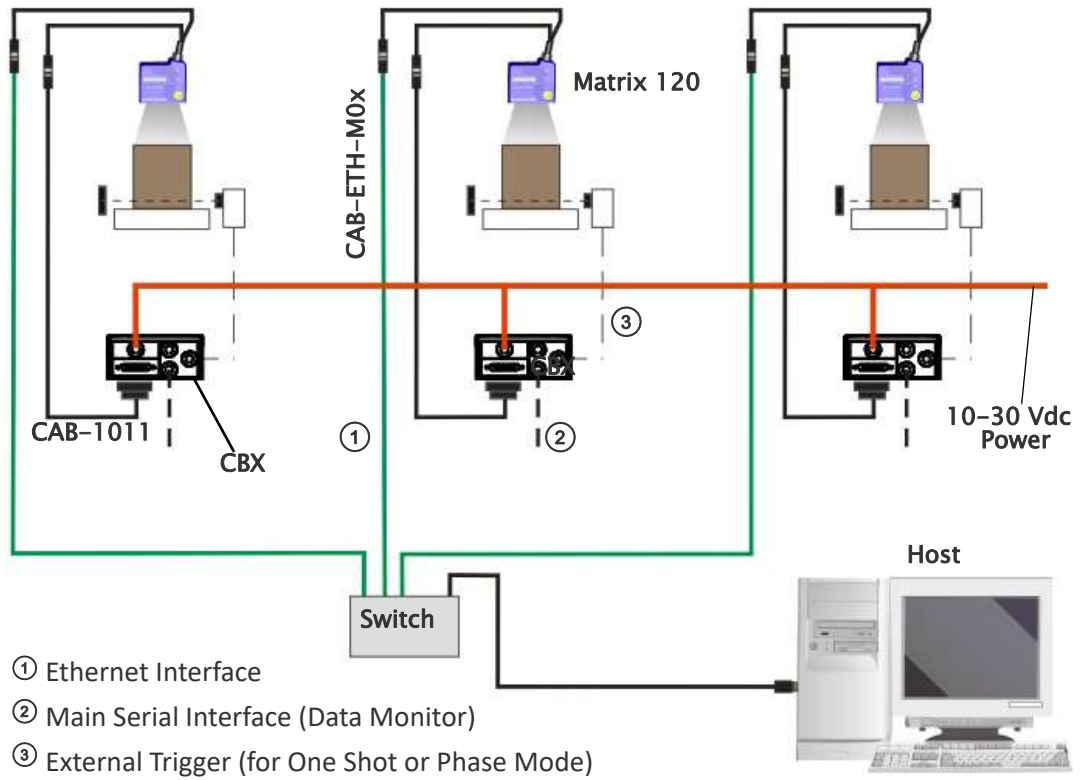 Matrix 120
CAB-ETH-M0x
③
CBX
CAB-1011
CBX
①
②
10-30 Vdc
Power
Host
Switch
① Ethernet Interface
② Main Serial Interface (Data Monitor)
③ External Trigger (for One Shot or Phase Mode)